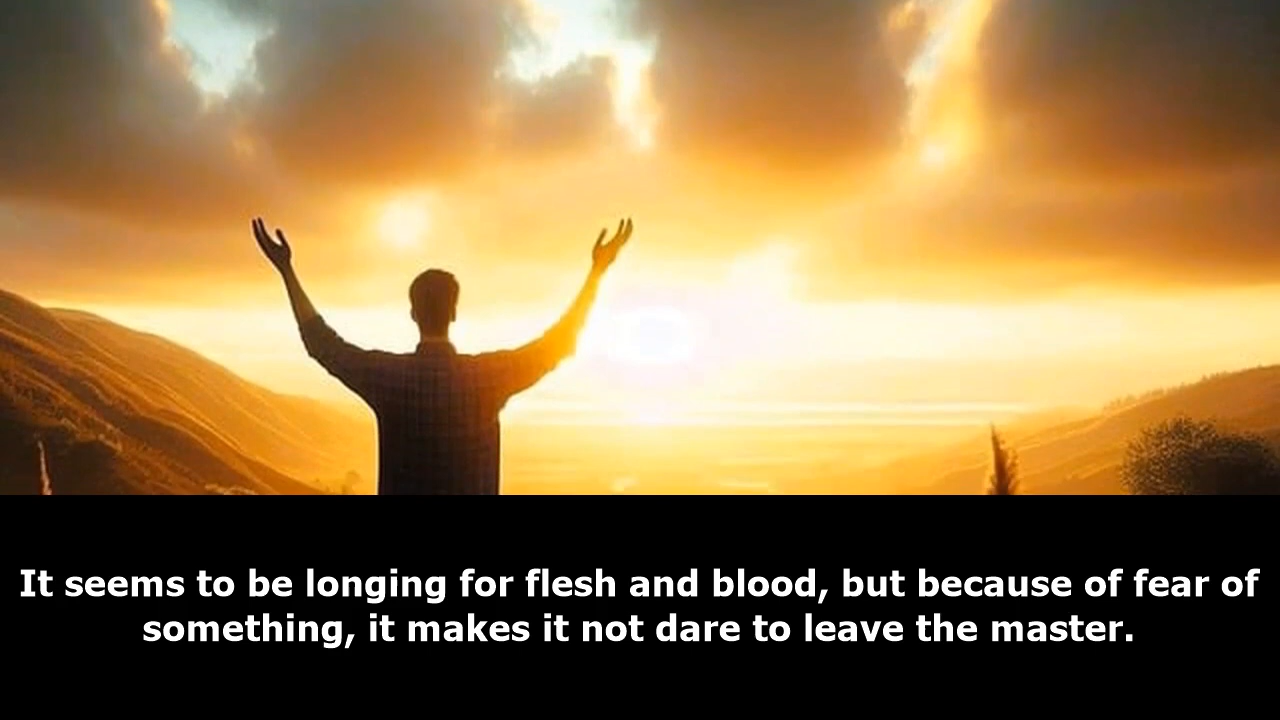 It seems to be longing for flesh and blood, but because of fear of
something, it makes it not dare to leave the master.